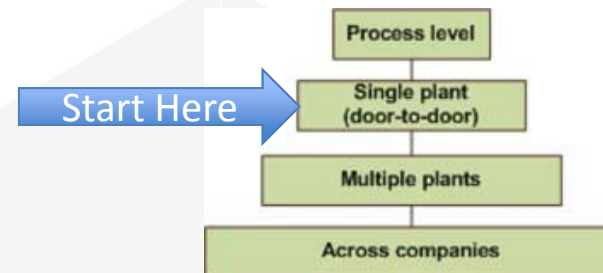 Process level
Start Here
Single plant
(door-to-door)
Multiple plants
Across companies